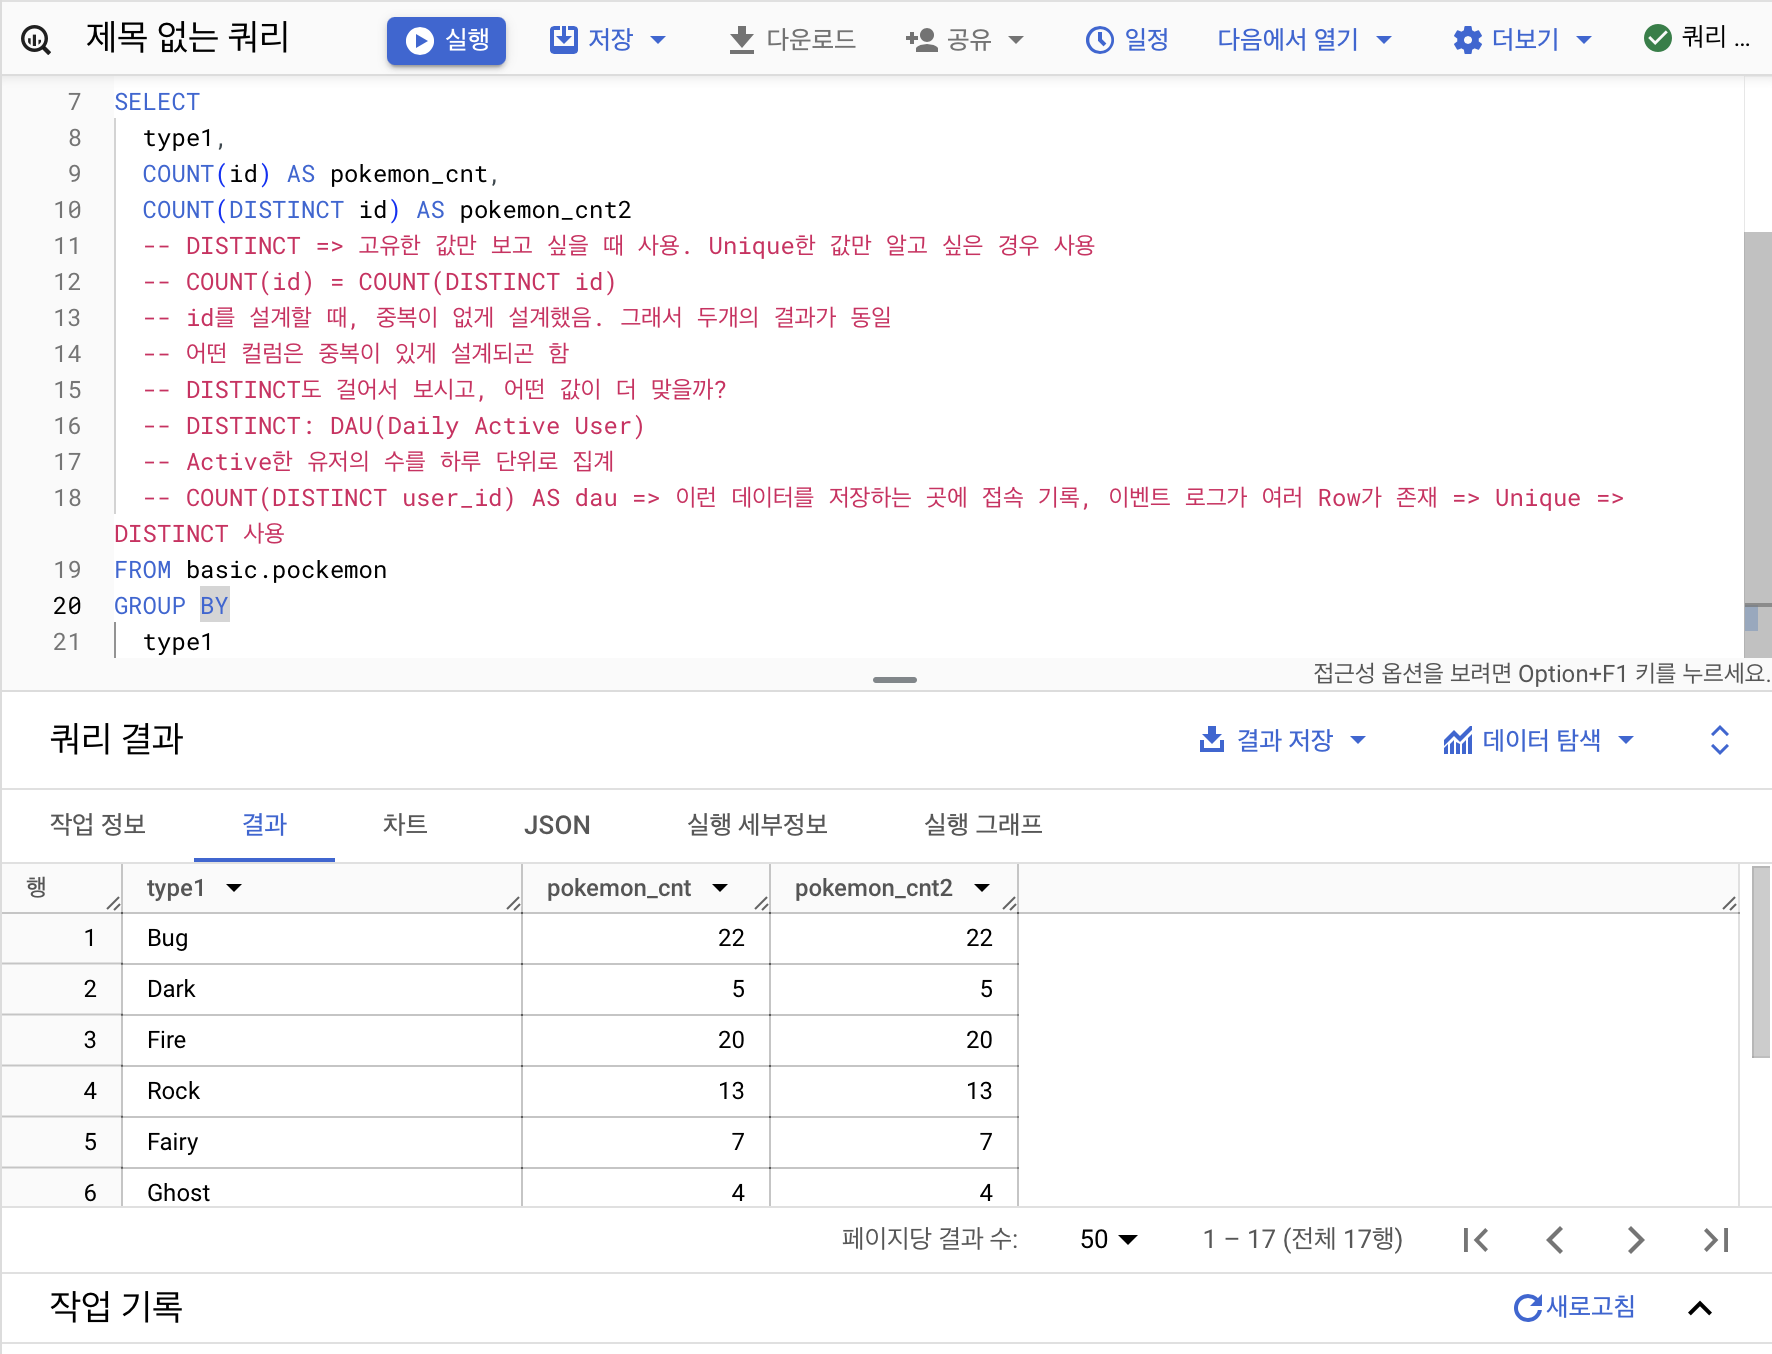 제목 없는 쿼리 실행 저장 다운로드 공유 일정 다음에서 열기 더보기 쿼리 ...
7 SELECT
8 type1,
9 COUNT(id) AS pokemon_cnt,
10 COUNT(DISTINCT id) AS pokemon_cnt2
11 -- DISTINCT => 고유한 값만 보고 싶을 때 사용. Unique한 값만 알고 싶은 경우 사용
12 -- COUNT(id) = COUNT(DISTINCT id)
13 -- id를 설계할 때, 중복이 없게 설계했음. 그래서 두개의 결과가 동일
14 -- 어떤 컬럼은 중복이 있게 설계되곤 함
15 -- DISTINCT도 걸어서 보시고, 어떤 값이 더 맞을까?
16 -- DISTINCT: DAU(Daily Active User)
17 -- Active한 유저의 수를 하루 단위로 집계
18 -- COUNT(DISTINCT user_id) AS dau => 이런 데이터를 저장하는 곳에 접속 기록, 이벤트 로그가 여러 Row가 존재 => Unique =>
DISTINCT 사용
19 FROM basic.pockemon
20 GROUP BY
21 type1
접근성 옵션을 보려면 Option+F1 키를 누르세요.
쿼리 결과 결과 저장 데이터 탐색
작업 정보 결과 차트 JSON 실행 세부정보 실행 그래프
행 type1 pokemon_cnt pokemon_cnt2
1 Bug 22 22
2 Dark 5 5
3 Fire 20 20
4 Rock 13 13
5 Fairy 7 7
6 Ghost 4 4
페이지당 결과 수: 50 1 – 17 (전체 17행)
작업 기록 새로고침